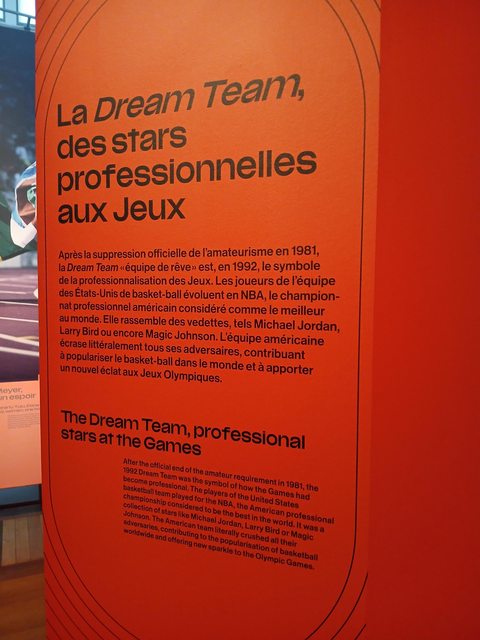 La Dream Team,
des stars
professionnelles
aux Jeux
Après la suppression officielle de l'amateurisme en 1981,
la Dream Team « équipe de rêve » est, en 1992, le symbole
de la professionnalisation des Jeux. Les joueurs de l'équipe
des États-Unis de basket-ball évoluent en NBA, le champion-
nat professionnel américain considéré comme le meilleur
au monde. Elle rassemble des vedettes, tels Michael Jordan,
Larry Bird ou encore Magic Johnson. L'équipe américaine
écrase littéralement tous ses adversaires, contribuant
à populariser le basket-ball dans le monde et à apporter
un nouvel éclat aux Jeux Olympiques.
The Dream Team, professional
stars at the Games
After the official end of the amateur requirement in 1981, the
1992 Dream Team was the symbol of how the Games had
become professional. The players of the United States
basketball team played for the NBA, the American professional
championship considered to be the best in the world. It was a
collection of stars like Michael Jordan, Larry Bird or Magic
Johnson. The American team literally crushed all their
adversaries, contributing to the popularisation of basketball
worldwide and offering new sparkle to the Olympic Games.
espoir